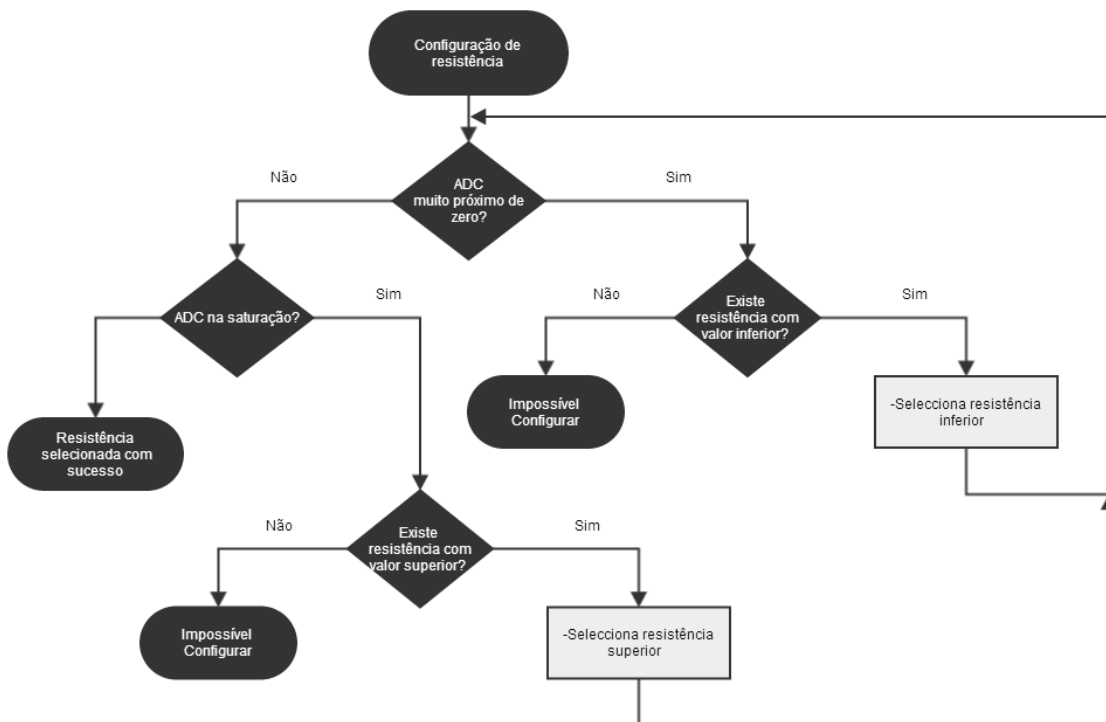 Configuração de
resistência
Não
ADC
muito próximo de
zero?
Sim
ADC na saturação?
Sim
Não
Existe
resistência com
valor inferior?
Sim
Resistência
selecionada com
sucesso
Impossível
Configurar
-Selecciona resistência
inferior
Não
Existe
resistência com
valor superior?
Sim
Impossível
Configurar
-Selecciona resistência
superior